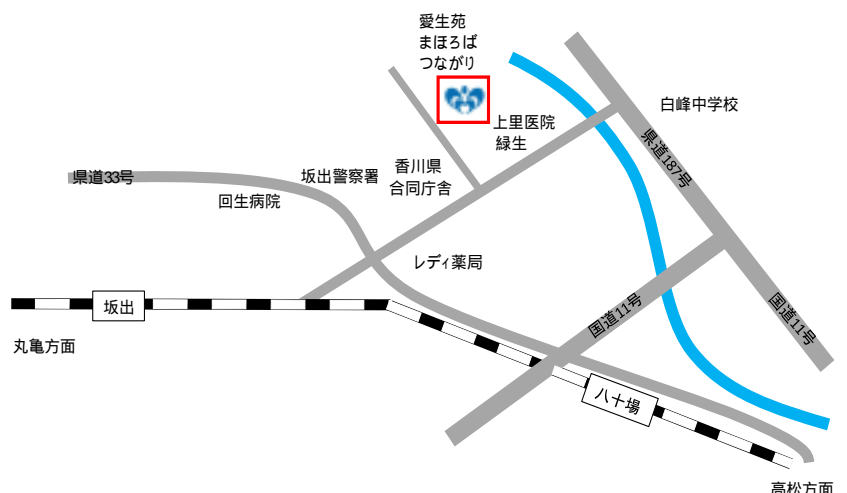 愛生苑
まほろば
つながり
白峰中学校
上里医院
緑生
県道187号
香川県
合同庁舎
坂出警察署
県道33号
回生病院
レディ薬局
坂出
国道11号
国道11号
丸亀方面
八十場
高松方面